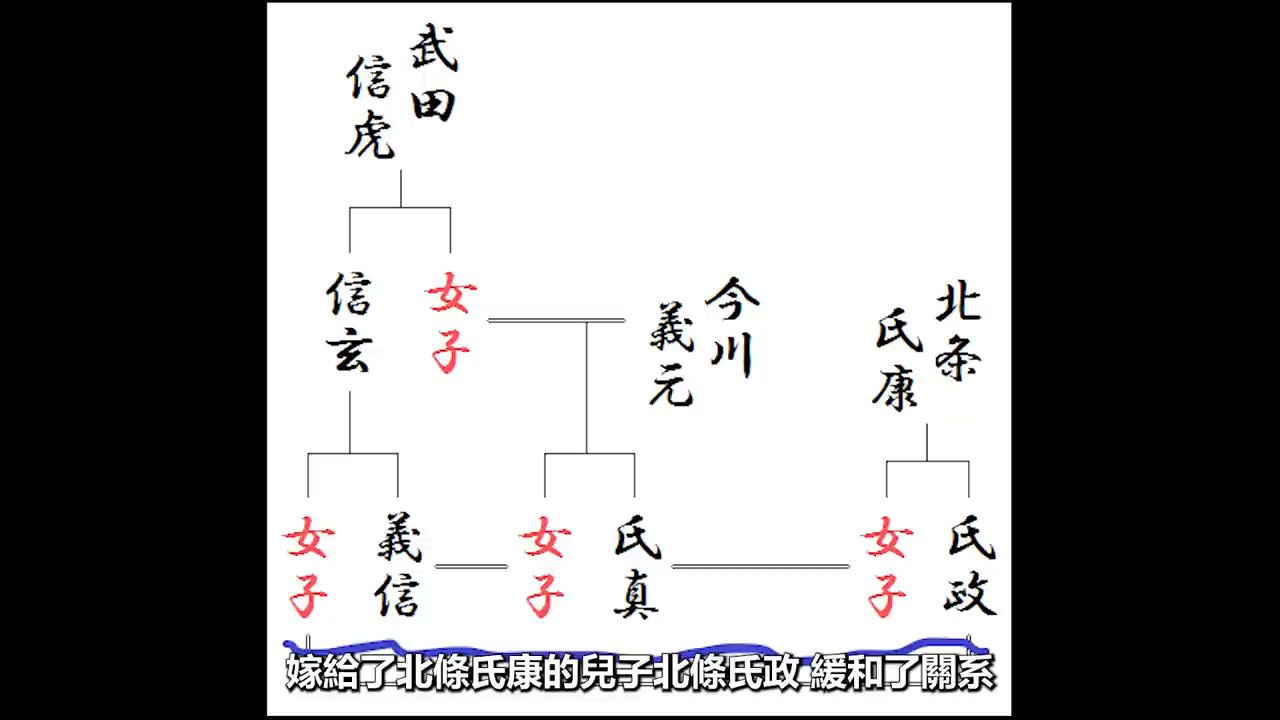 武田
信虎
信玄
女子
今川
義元
北条
氏康
女子
義信
女子
氏真
女子
氏政
嫁給了北條氏康的兒子北條氏政 緩和了關系